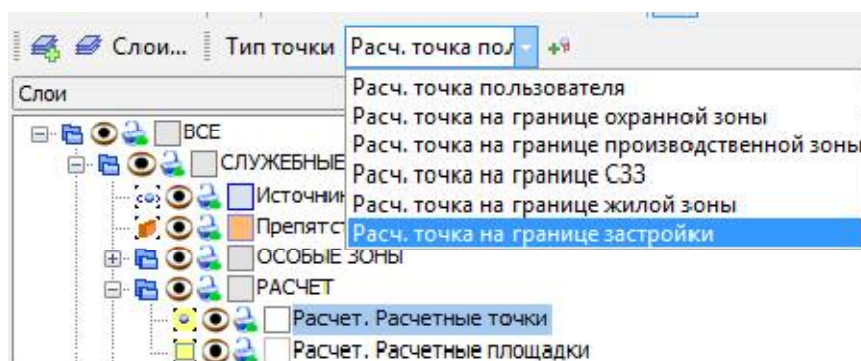 Слои... Тип точки Расч. точка пол
Слои
Расч. точка пользователя
Расч. точка на границе охранной зоны
Расч. точка на границе производственной зоны
Расч. точка на границе СЗЗ
Расч. точка на границе жилой зоны
Расч. точка на границе застройки
ВСЕ
СЛУЖЕБНЫЕ
Источник
Препятст
ОСОБЫЕ ЗОНЫ
РАСЧЕТ
Расчет. Расчетные точки
Расчет. Расчетные площадки